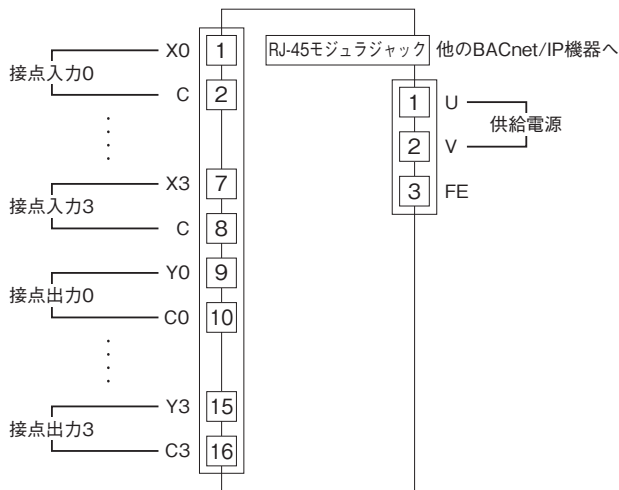 接点入力0
X0 1
C 2
接点入力3
X3 7
C 8
接点出力0
Y0 9
C0 10
接点出力3
Y3 15
C3 16
RJ-45モジュラジャック 他のBACnet/IP機器へ
1 U
2 V
供給電源
3 FE